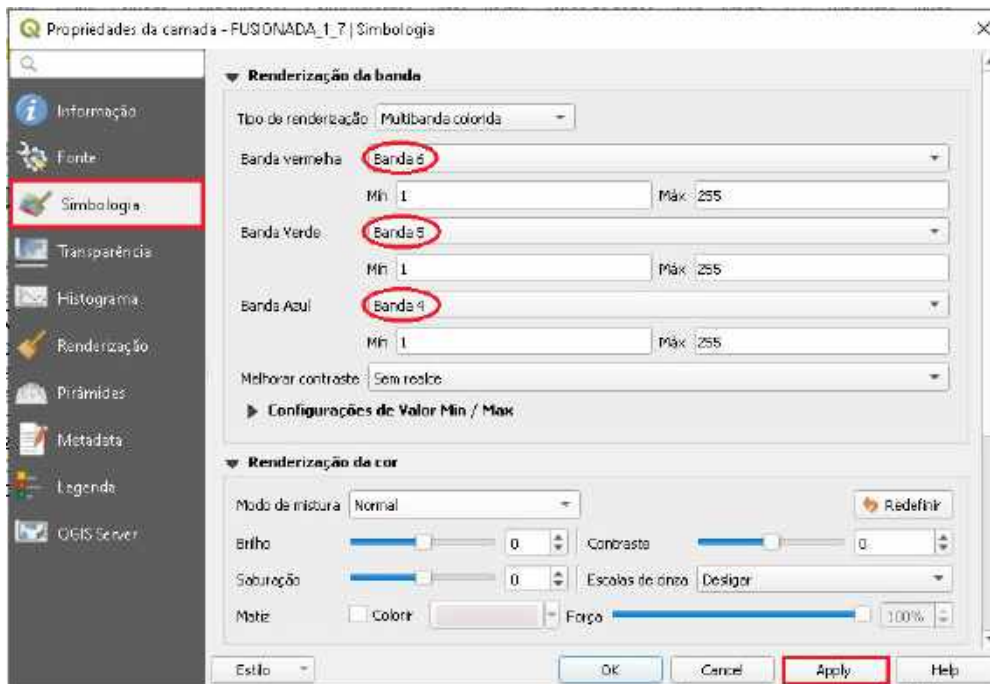 Propriedades da camada - FUSIONADA_1_7 | Simbologia
Informação
Fonte
Simbologia
Transparência
Histograma
Renderização
Pirâmides
Metadata
Legenda
QGIS Server
Renderização da banda
Tipo de renderização Multibanda colorida
Banda vermelha Banda 6
Mín 1 Máx 255
Banda Verde Banda 5
Mín 1 Máx 255
Banda Azul Banda 4
Mín 1 Máx 255
Melhorar contraste Sem realce
Configurações de Valor Min / Max
Renderização da cor
Modo de mistura Normal Redefinir
Brilho 0 Contraste 0
Saturação 0 Escalas de cinza Desligar
Matiz Colorir Força 100%
Estilo OK Cancel Apply Help